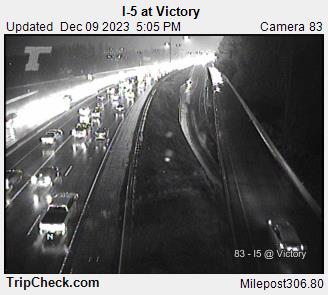 I-5 at Victory
Updated Dec 09 2023 5:05 PM Camera 83
T
83 - I5 @ Victory
TripCheck.com Milepost306.80